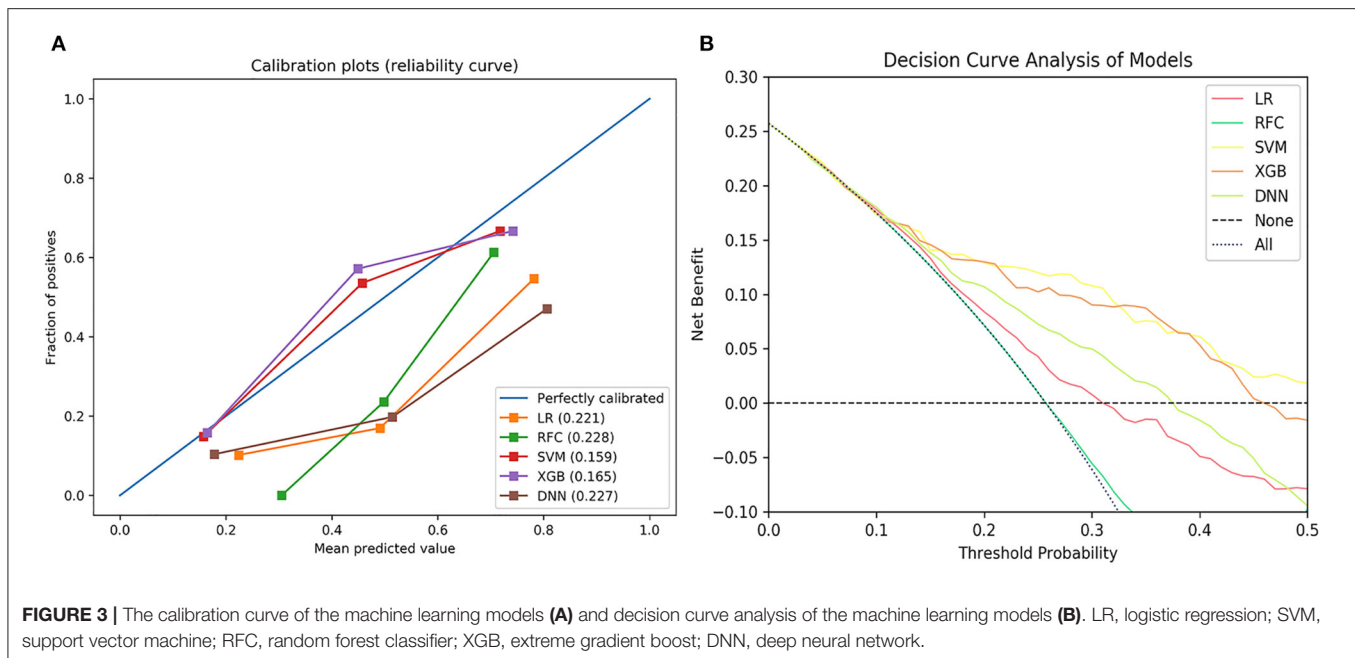 A
Calibration plots (reliability curve)
Fraction of positives
1.0
0.8
0.6
0.4
0.2
0.0
0.0 0.2 0.4 0.6 0.8 1.0
Mean predicted value
Perfectly calibrated
LR (0.221)
RFC (0.228)
SVM (0.159)
XGB (0.165)
DNN (0.227)
B
Decision Curve Analysis of Models
Net Benefit
0.30
0.25
0.20
0.15
0.10
0.05
0.00
−0.05
−0.10
0.0 0.1 0.2 0.3 0.4 0.5
Threshold Probability
LR
RFC
SVM
XGB
DNN
None
All
FIGURE 3 | The calibration curve of the machine learning models (A) and decision curve analysis of the machine learning models (B). LR, logistic regression; SVM,
support vector machine; RFC, random forest classifier; XGB, extreme gradient boost; DNN, deep neural network.